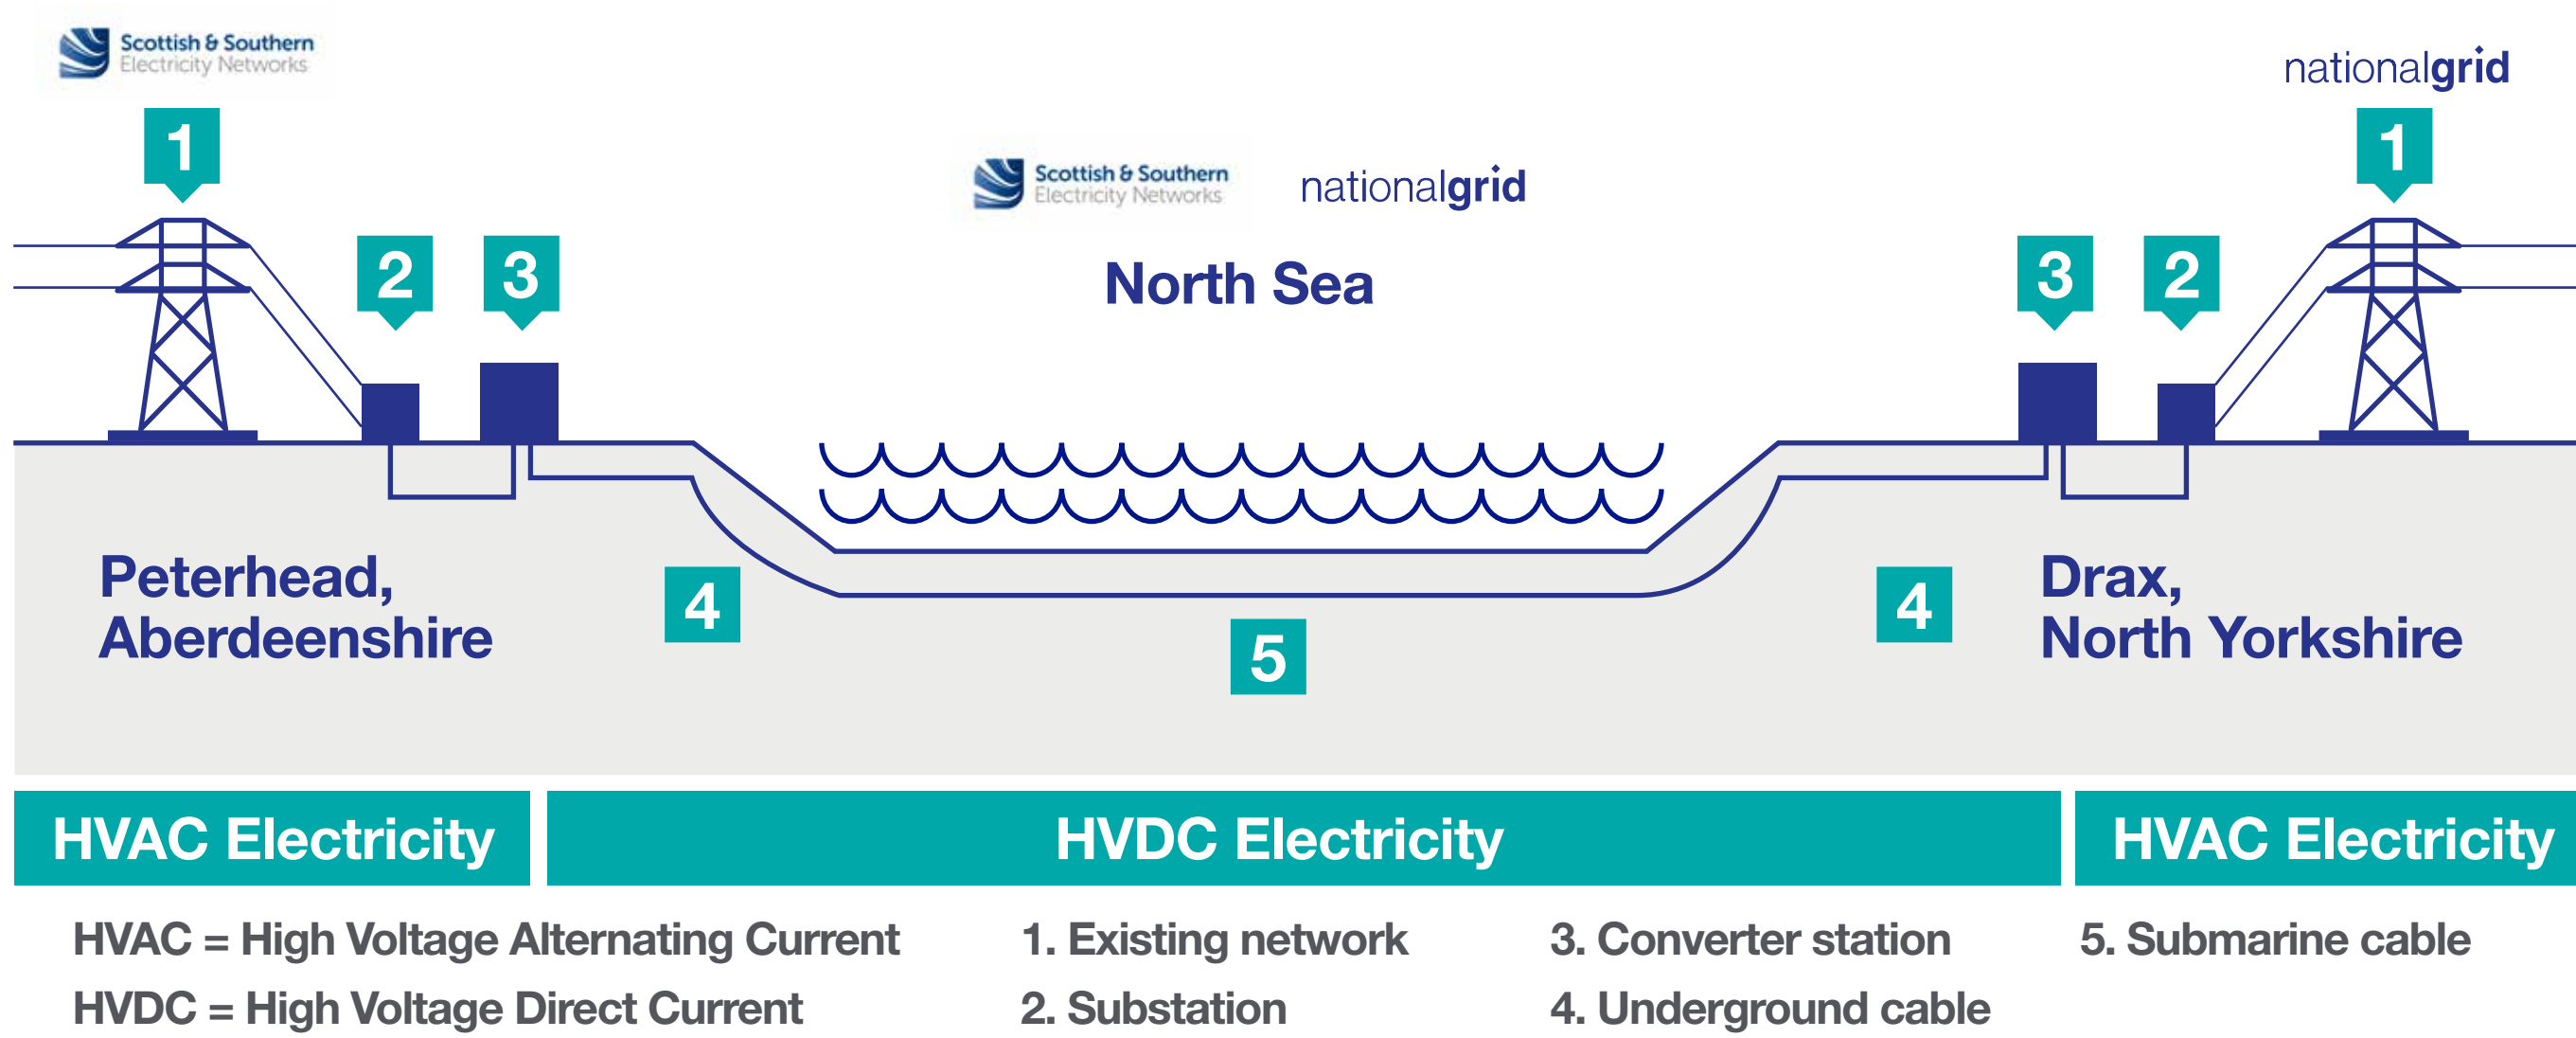 Scottish & Southern
Electricity Networks
nationalgrid
1
1
Scottish & Southern
Electricity Networks
nationalgrid
2
3
North Sea
3
2
Peterhead,
Aberdeenshire
4
5
4
Drax,
North Yorkshire
HVAC Electricity
HVDC Electricity
HVAC Electricity
HVAC = High Voltage Alternating Current
HVDC = High Voltage Direct Current
1. Existing network
2. Substation
3. Converter station
4. Underground cable
5. Submarine cable